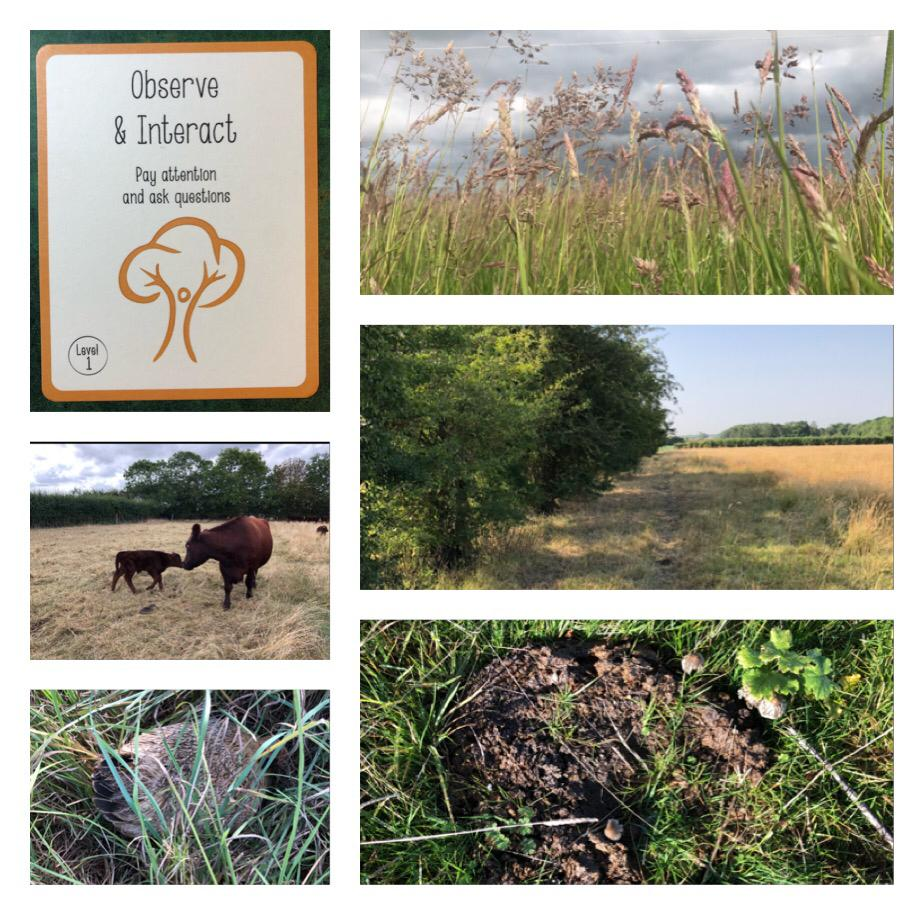 Observe
& Interact
Pay attention
and ask questions
Level
1